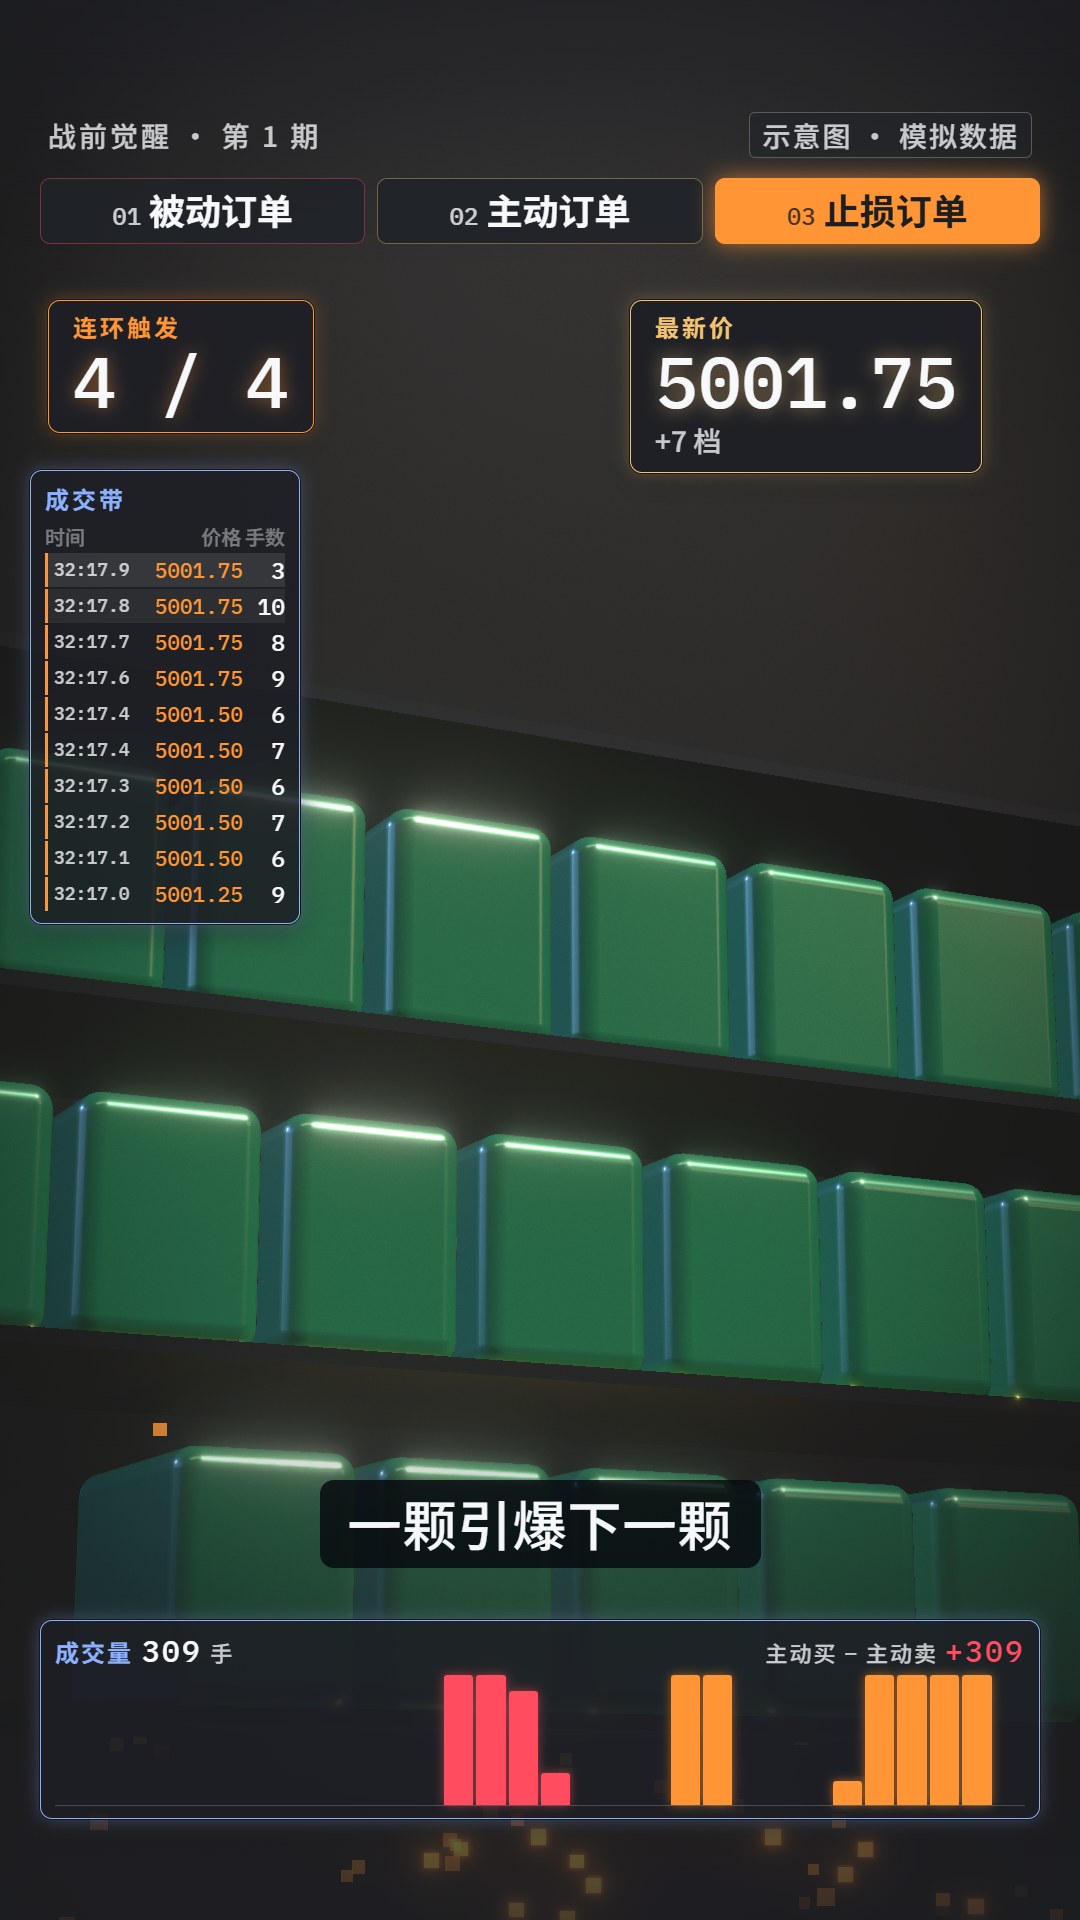 战前觉醒 · 第 1 期
示意图 · 模拟数据
01 被动订单
02 主动订单
03 止损订单
连环触发
4 / 4
最新价
5001.75
+7 档
成交带
时间 价格 手数
32:17.9 5001.75 3
32:17.8 5001.75 10
32:17.7 5001.75 8
32:17.6 5001.75 9
32:17.4 5001.50 6
32:17.4 5001.50 7
32:17.3 5001.50 6
32:17.2 5001.50 7
32:17.1 5001.50 6
32:17.0 5001.25 9
一颗引爆下一颗
成交量 309 手
主动买 − 主动卖 +309